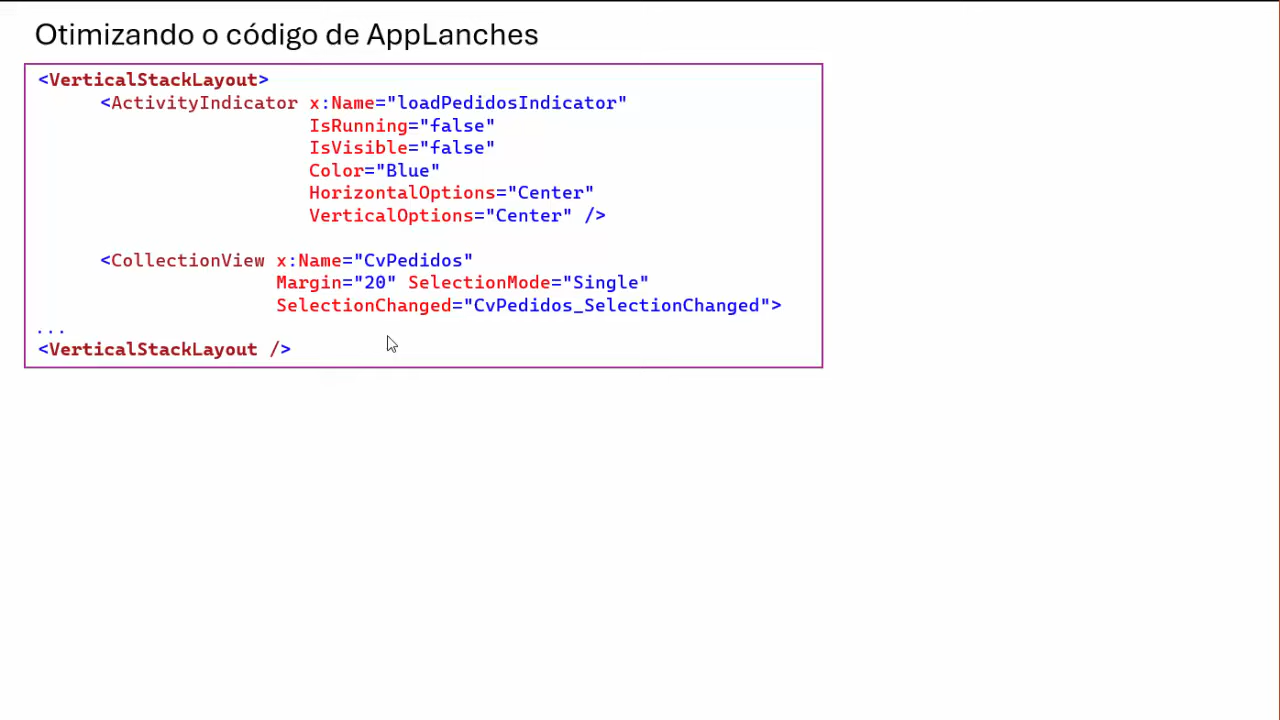 Otimizando o código de AppLanches
<VerticalStackLayout>
<ActivityIndicator x:Name="loadPedidosIndicator"
IsRunning="false"
IsVisible="false"
Color="Blue"
HorizontalOptions="Center"
VerticalOptions="Center" />
<CollectionView x:Name="CvPedidos"
Margin="20" SelectionMode="Single"
SelectionChanged="CvPedidos_SelectionChanged">
...
<VerticalStackLayout />